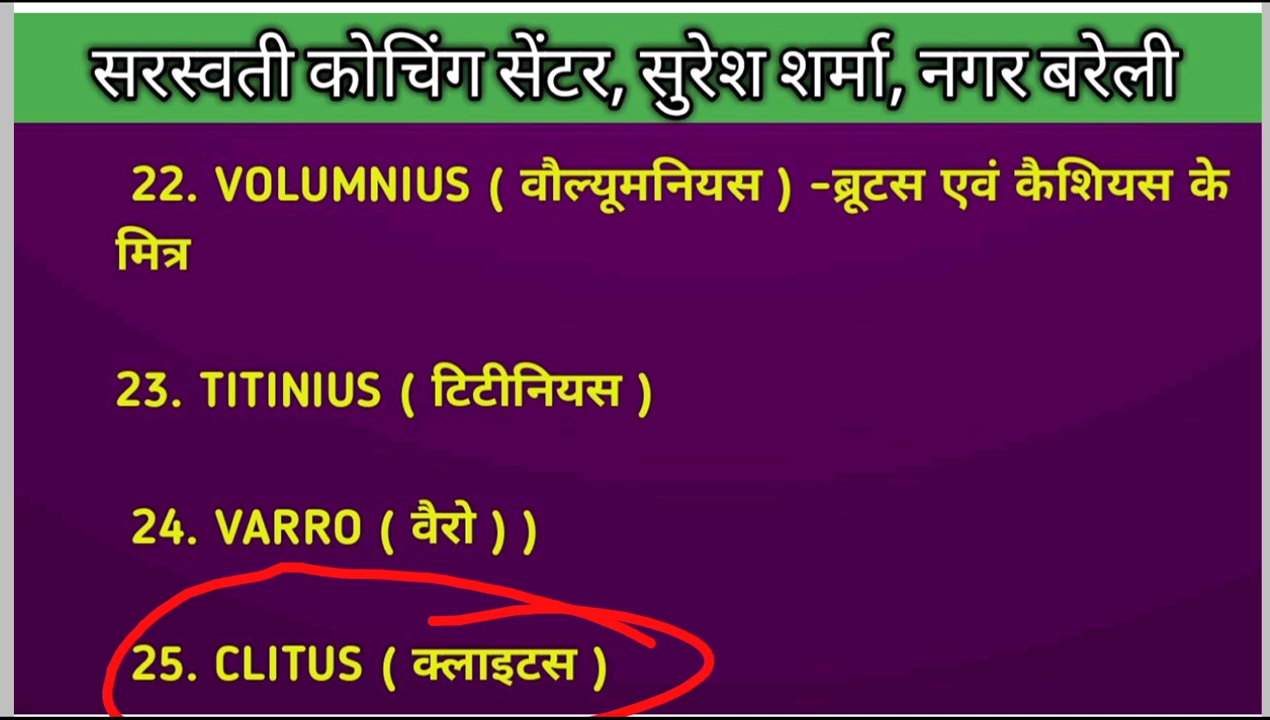 सरस्वती कोचिंग सेंटर, सुरेश शर्मा, नगर बरेली
22. VOLUMNIUS ( वौल्यूमनियस ) -ब्रूटस एवं कैशियस के
मित्र
23. TITINIUS ( टिटीनियस )
24. VARRO ( वैरो ) )
25. CLITUS ( क्लाइटस )